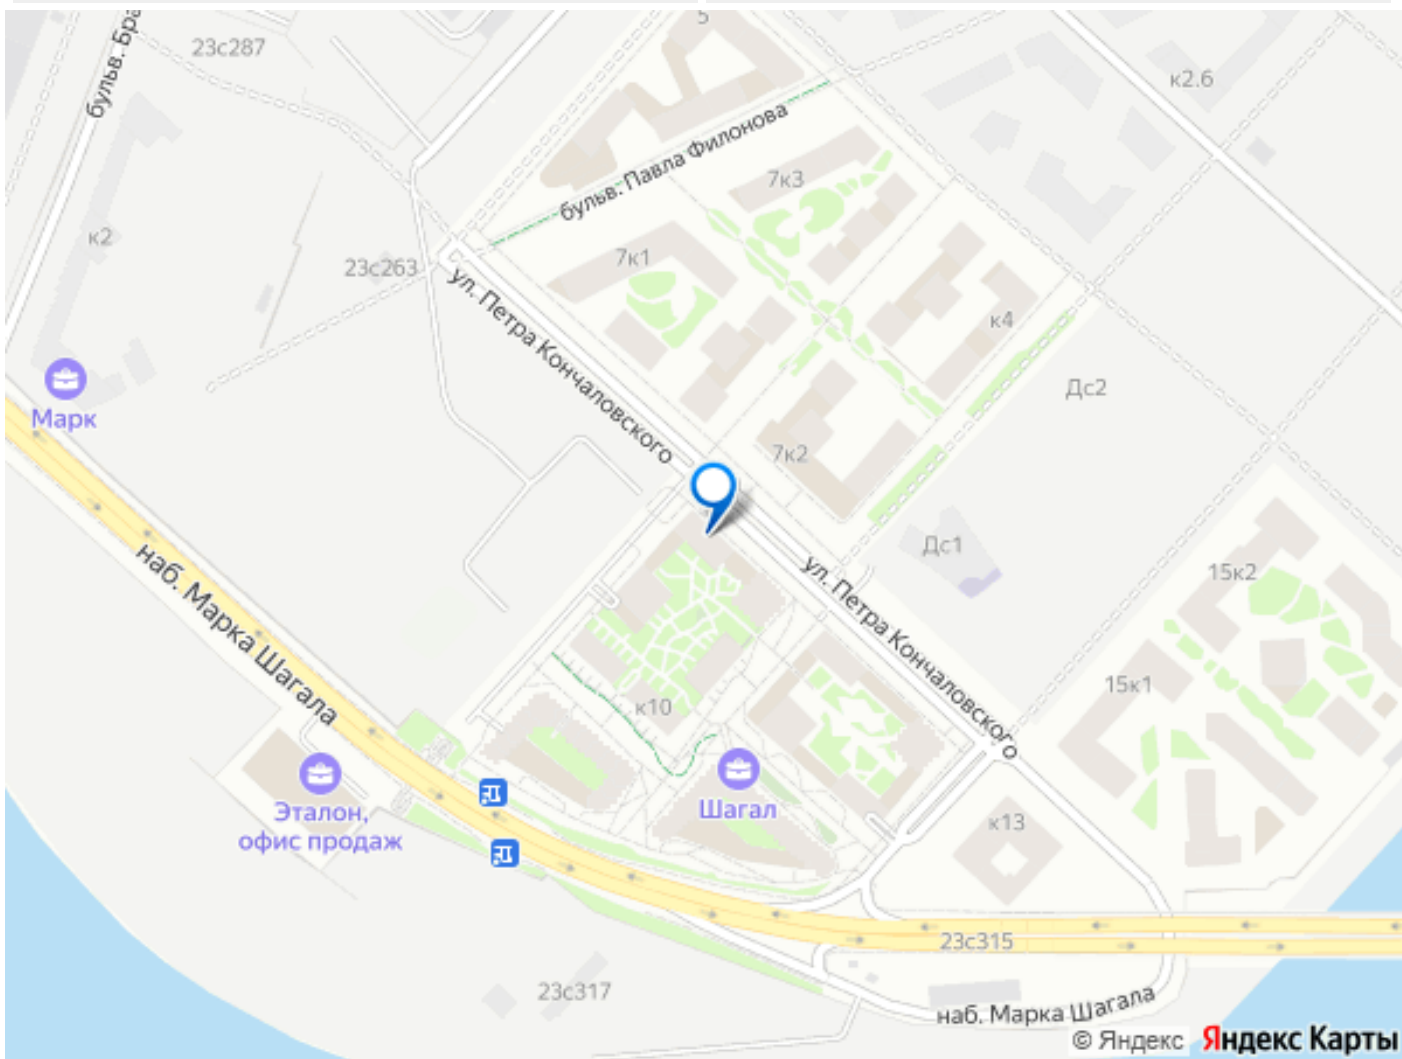 5
23с287
бульв. Бра
к2.6
бульв. Павла Филонова
7к3
к2
7к1
23с263
ул. Петра Кончаловского
к4
Марк
Дс2
7к2
Дс1
ул. Петра Кончаловского
15к2
наб. Марка Шагала
15к1
к10
Шагал
Эталон,
офис продаж
к13
23с315
23с317
наб. Марка Шагала
© Яндекс Яндекс Карты